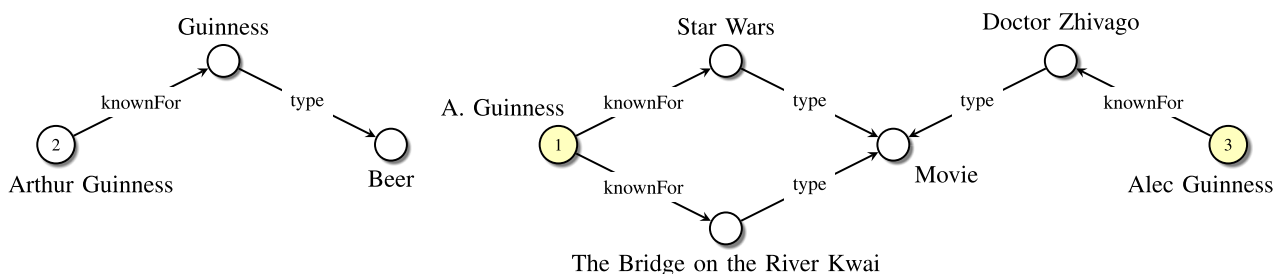 Guinness
knownFor
type
2
Arthur Guinness
Beer
Star Wars
A. Guinness
knownFor
type
1
knownFor
type
The Bridge on the River Kwai
Movie
Doctor Zhivago
type
knownFor
3
Alec Guinness